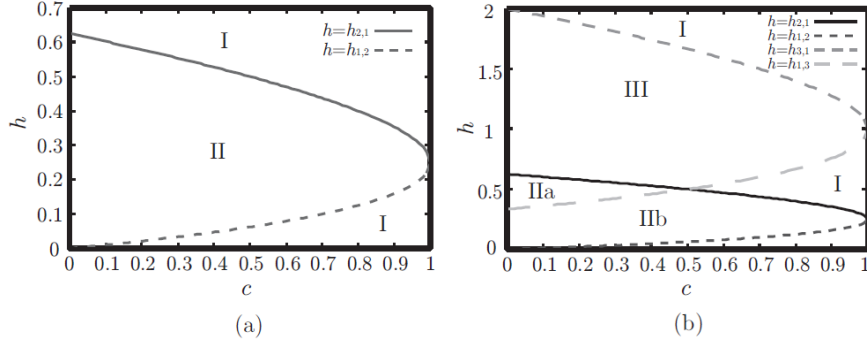 0.7
0.6
0.5
0.4
0.3
0.2
0.1
0
h
I
h=h2,1
h=h1,2
II
I
0 0.1 0.2 0.3 0.4 0.5 0.6 0.7 0.8 0.9 1
c
(a)
2
1.5
1
0.5
0
h
I
h=h2,1
h=h1,2
h=h3,1
h=h1,3
III
IIa
I
IIb
0 0.1 0.2 0.3 0.4 0.5 0.6 0.7 0.8 0.9 1
c
(b)